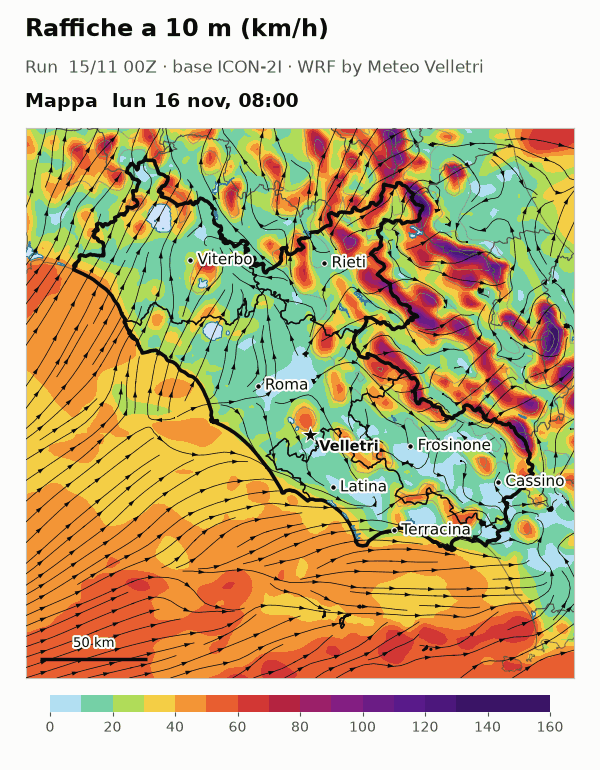 Raffiche a 10 m (km/h)
Run  15/11 00Z · base ICON-2I · WRF by Meteo Velletri
Mappa  lun 16 nov, 08:00
Viterbo
Rieti
Roma
Velletri
Frosinone
Latina
Cassino
Terracina
50 km
0 20 40 60 80 100 120 140 160